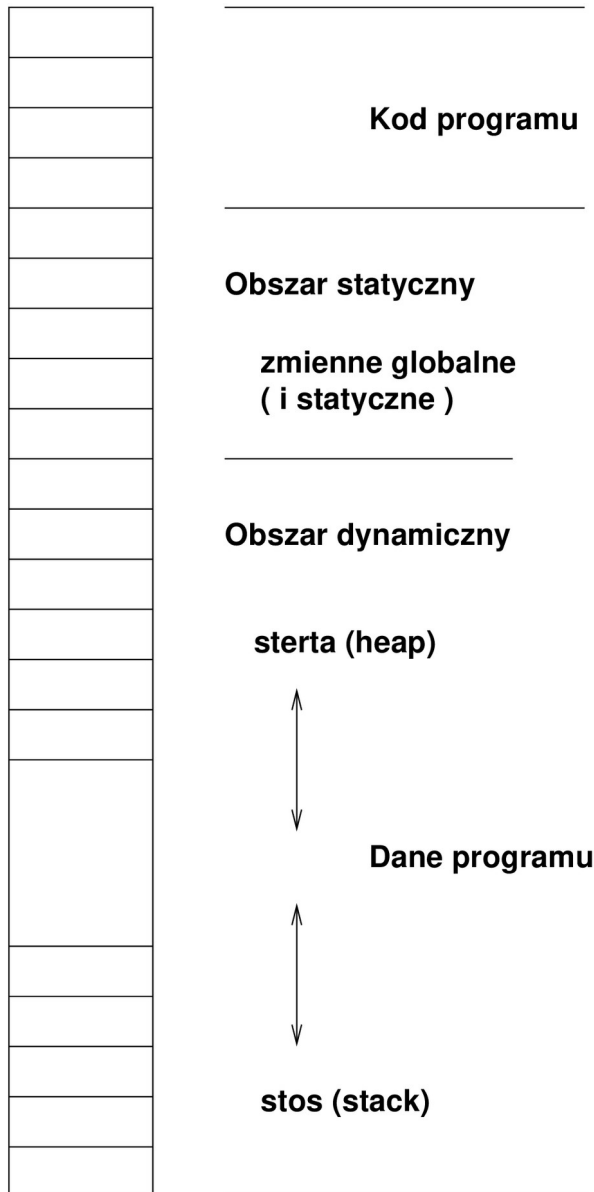 Kod programu
Obszar statyczny
zmienne globalne
( i statyczne )
Obszar dynamiczny
sterta (heap)
Dane programu
stos (stack)